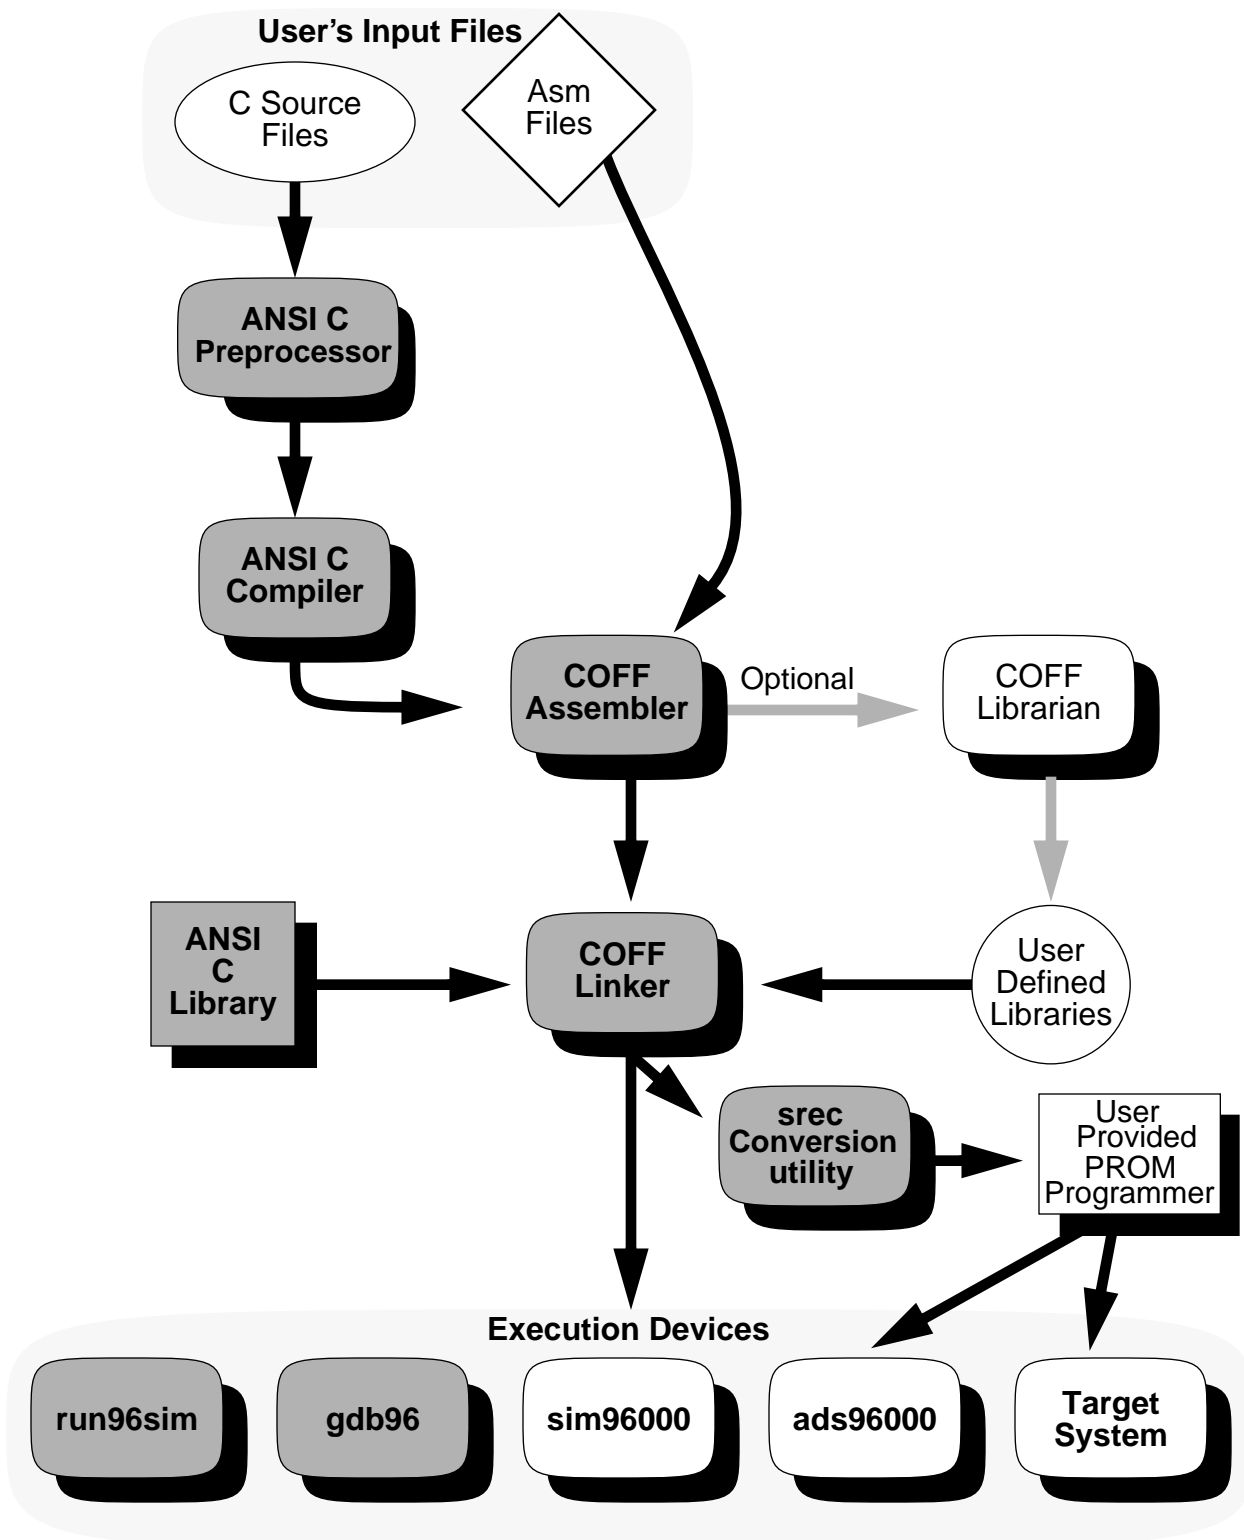 User’s Input Files
C Source
Files
Asm
Files
ANSI C
Preprocessor
ANSI C
Compiler
COFF
Assembler
Optional
COFF
Librarian
ANSI
C
Library
COFF
Linker
User
Defined
Libraries
srec
Conversion
utility
User
Provided
PROM
Programmer
Execution Devices
run96sim
gdb96
sim96000
ads96000
Target
System